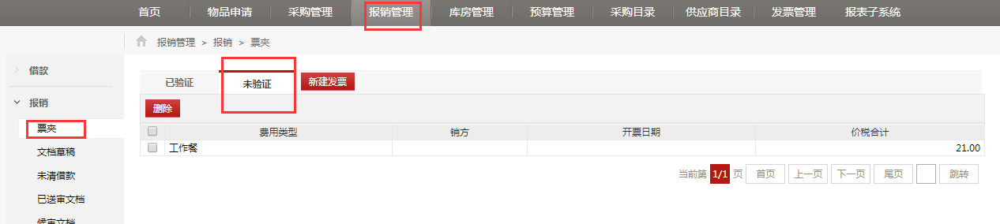 首页 物品申请 采购管理 报销管理 库房管理 预算管理 采购目录 供应商目录 发票管理 报表子系统
报销管理 > 报销 > 票夹
借款
报销
票夹
文档草稿
未清借款
已送审文档
候审文档
已验证 未验证 新建发票
删除
费用类型 销方 开票日期 价税合计
工作餐 21.00
当前第 1/1 页 首页 上一页 下一页 尾页 跳转